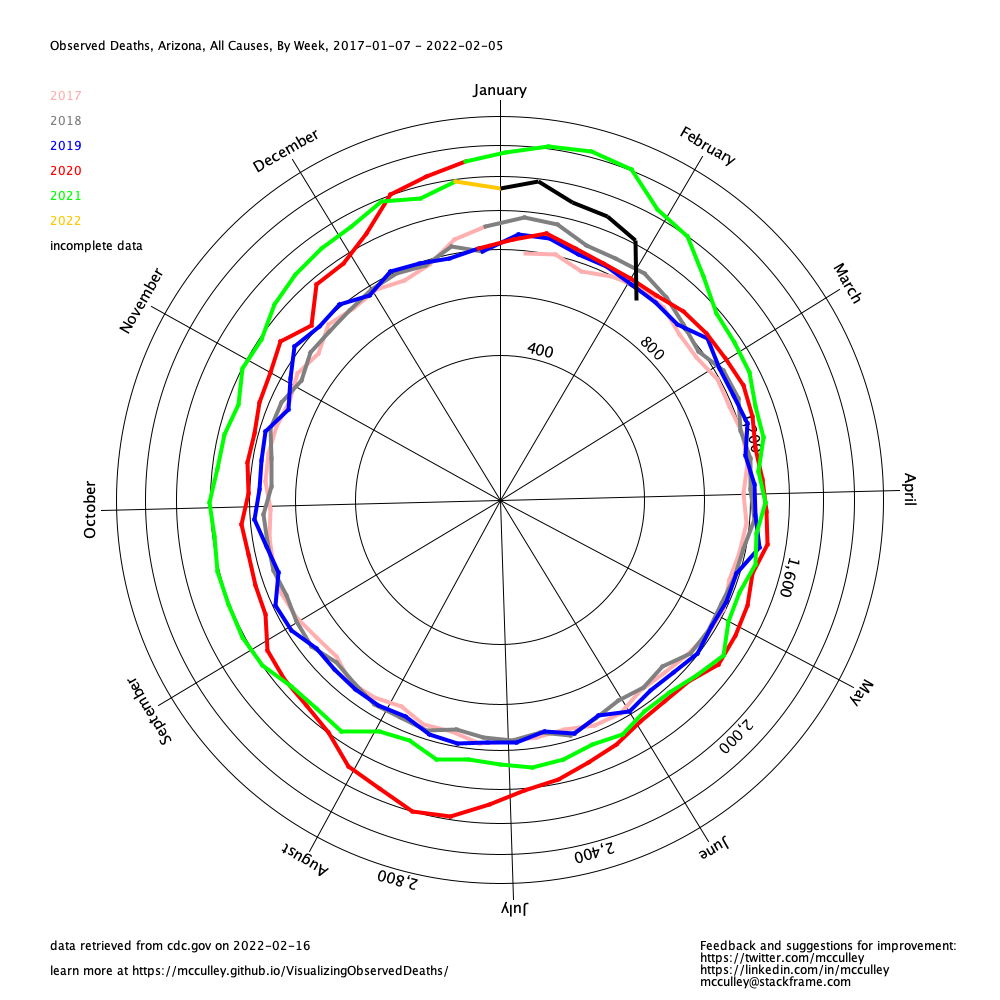 Observed Deaths, Arizona, All Causes, By Week, 2017-01-07 - 2022-02-05
2017
2018
2019
2020
2021
2022
incomplete data
January
February
March
April
May
June
July
August
September
October
November
December
400
800
1,600
2,000
2,400
2,800
data retrieved from cdc.gov on 2022-02-16
learn more at https://mcculley.github.io/VisualizingObservedDeaths/
Feedback and suggestions for improvement:
https://twitter.com/mcculley
https://linkedin.com/in/mcculley
mcculley@stackframe.com